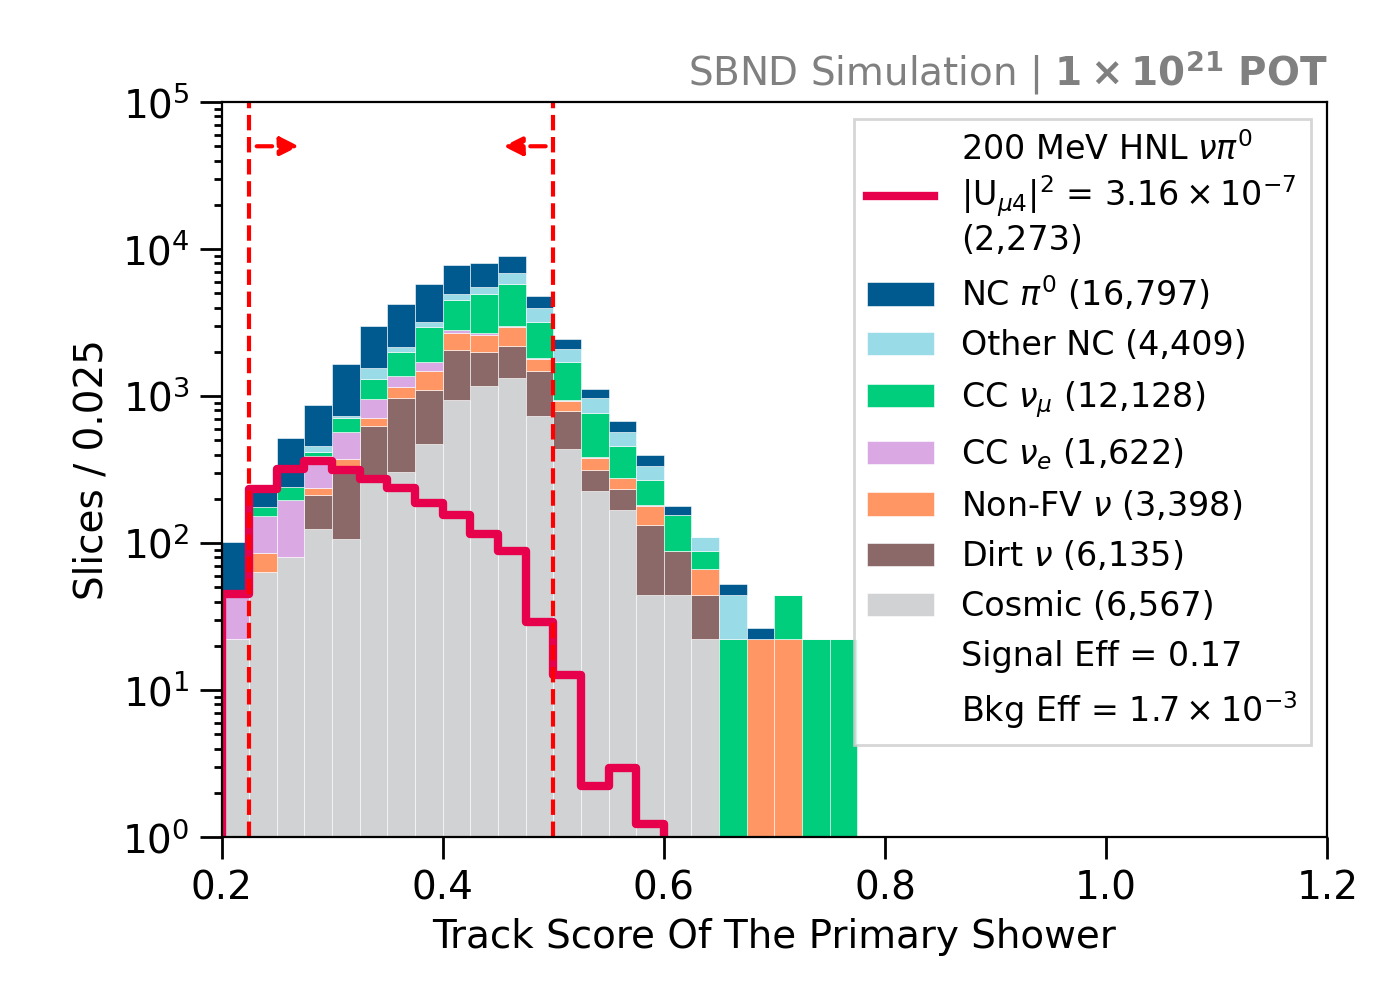 SBND Simulation | 1 × 10²¹ POT
10⁵
10⁴
10³
10²
10¹
10⁰
Slices / 0.025
200 MeV HNL νπ⁰
|U_μ4|² = 3.16 × 10⁻⁷
(2,273)
NC π⁰ (16,797)
Other NC (4,409)
CC ν_μ (12,128)
CC ν_e (1,622)
Non-FV ν (3,398)
Dirt ν (6,135)
Cosmic (6,567)
Signal Eff = 0.17
Bkg Eff = 1.7 × 10⁻³
0.2 0.4 0.6 0.8 1.0 1.2
Track Score Of The Primary Shower